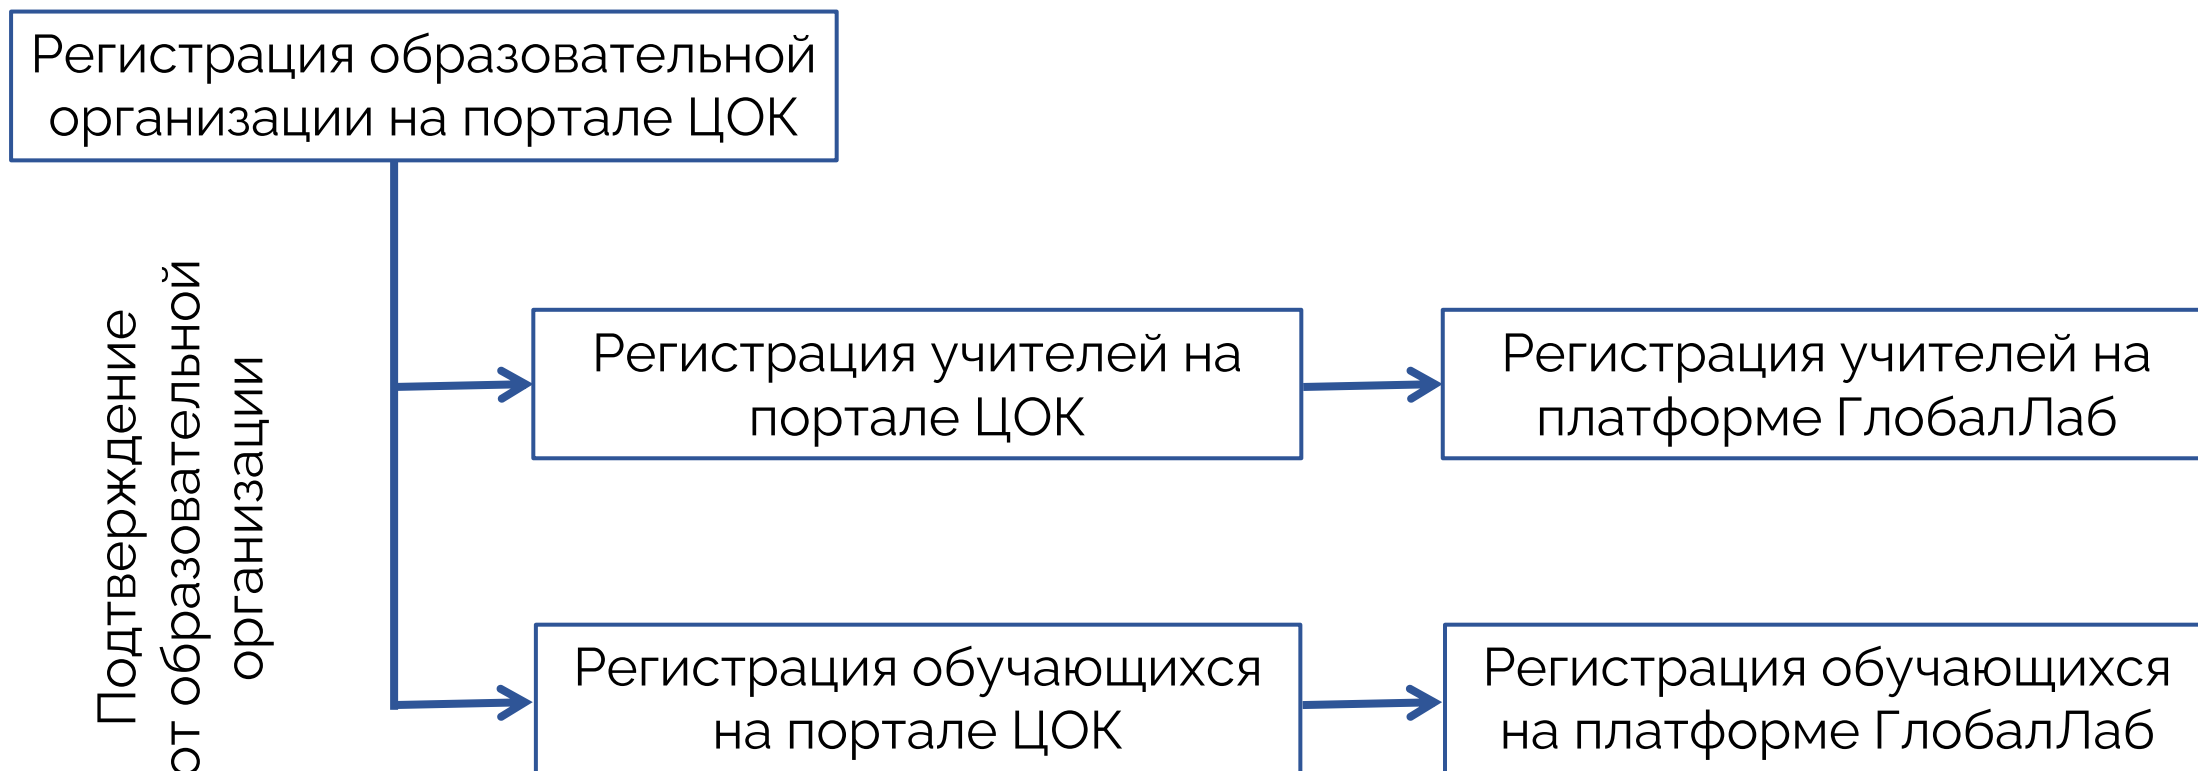 Регистрация образовательной
организации на портале ЦОК
Подтверждение
от образовательной
организации
Регистрация учителей на
портале ЦОК
Регистрация учителей на
платформе ГлобалЛаб
Регистрация обучающихся
на портале ЦОК
Регистрация обучающихся
на платформе ГлобалЛаб